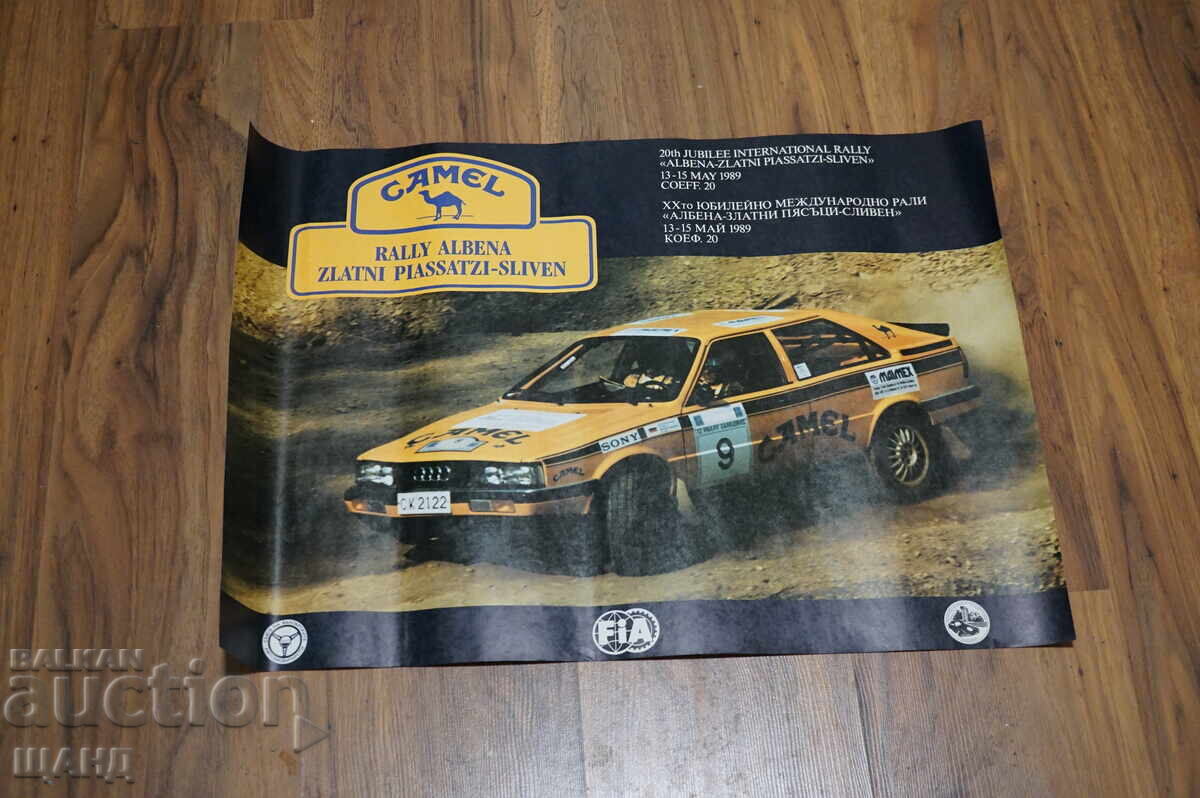 CAMEL
RALLY ALBENA
ZLATNI PIASSATZI-SLIVEN
20th JUBILEE INTERNATIONAL RALLY
«ALBENA-ZLATNI PIASSATZI-SLIVEN»
13-15 MAY 1989
COEFF. 20
XXто ЮБИЛЕЙНО МЕЖДУНАРОДНО РАЛИ
«АЛБЕНА-ЗЛАТНИ ПЯСЪЦИ-СЛИВЕН»
13-15 МАЙ 1989
КОЕФ. 20
MAIMEX
CAMEL
SONY
9
CAMEL
CAMEL
CK 2122
FiA
BALKAN
auction
ШАНД